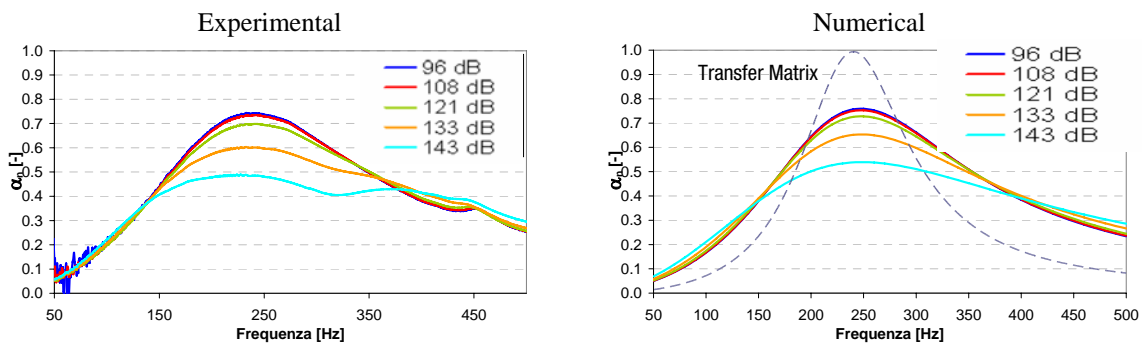 Experimental
1.0
0.9
0.8
0.7
0.6
0.5
0.4
0.3
0.2
0.1
0.0
αn [-]
96 dB
108 dB
121 dB
133 dB
143 dB
50 150 250 350 450
Frequenza [Hz]
Numerical
1.0
0.9
0.8
0.7
0.6
0.5
0.4
0.3
0.2
0.1
0.0
αn [-]
Transfer Matrix
96 dB
108 dB
121 dB
133 dB
143 dB
50 100 150 200 250 300 350 400 450 500
Frequenza [Hz]